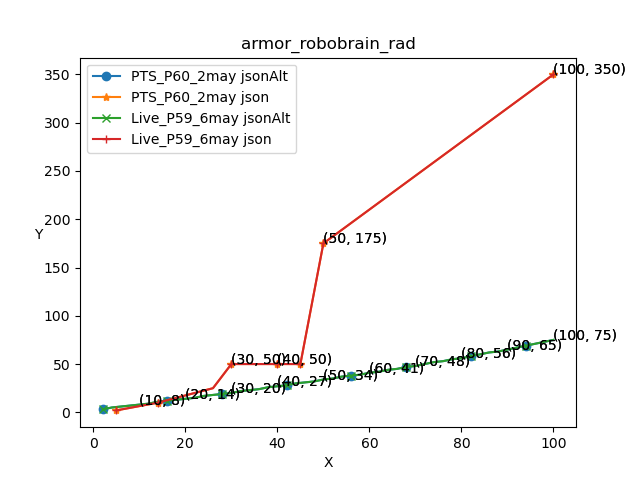 armor_robobrain_rad
PTS_P60_2may jsonAlt
PTS_P60_2may json
Live_P59_6may jsonAlt
Live_P59_6may json
350
300
250
200
150
100
50
0
Y
(100, 350)
(50, 175)
(100, 75)
(90, 65)
(80, 56)
(70, 48)
(60, 41)
(50, 34)
(40, 27)
(30, 20)
(20, 14)
(10, 8)
(30, 50)
(40, 50)
0 20 40 60 80 100
X